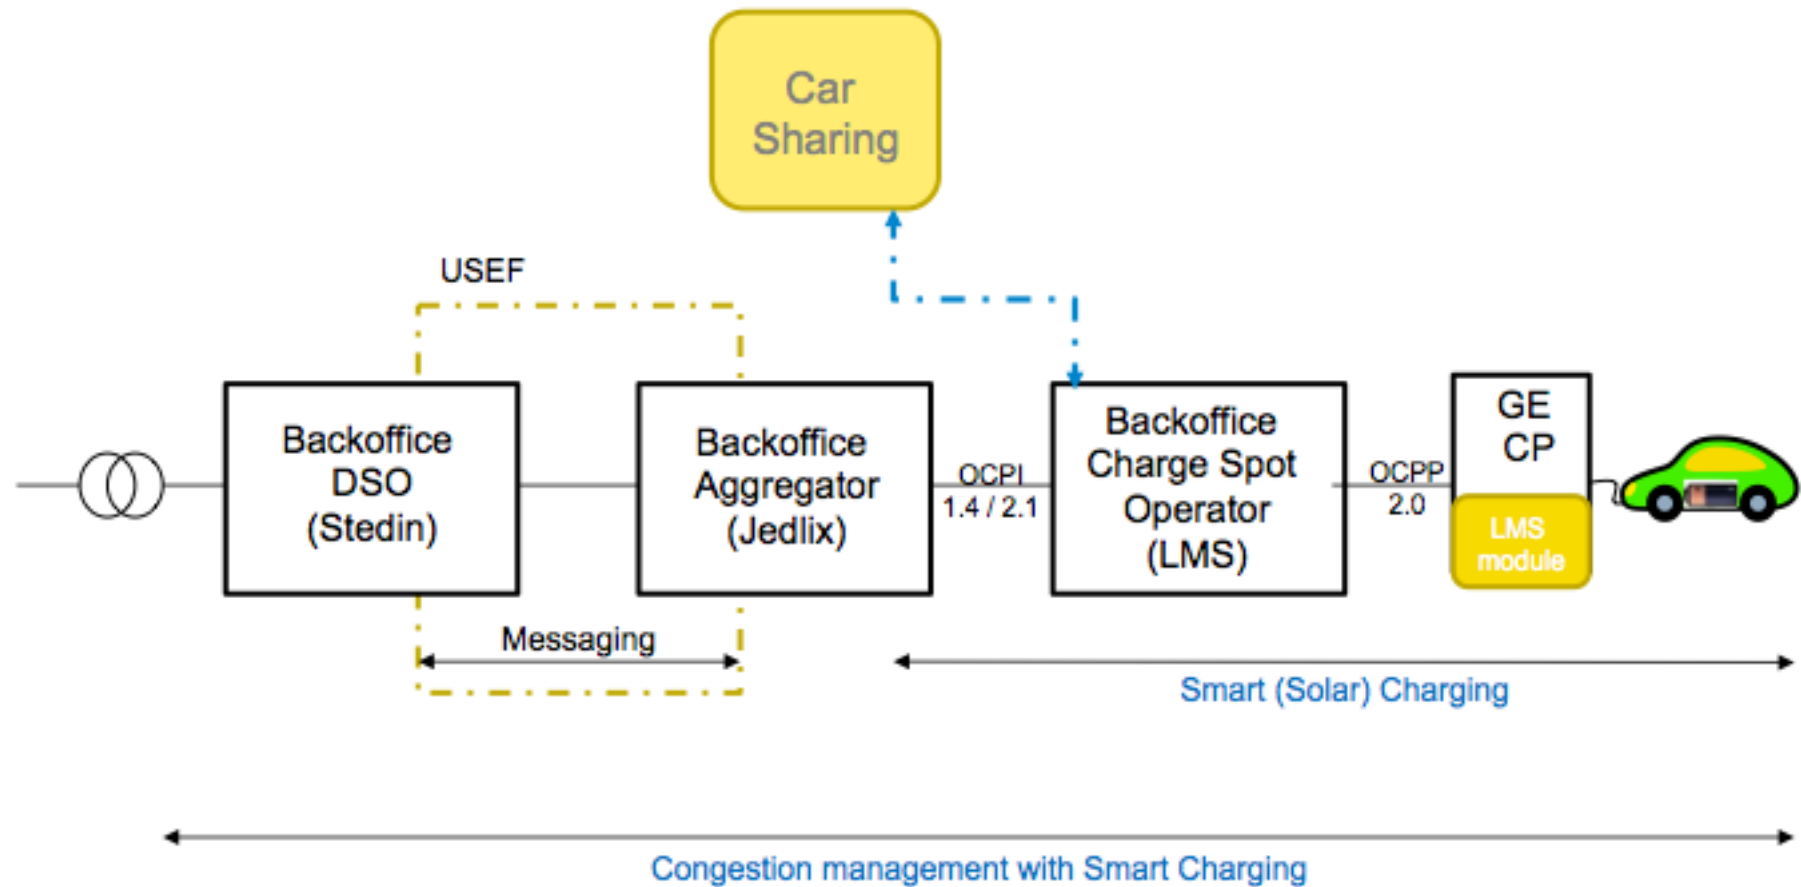 Car
Sharing
USEF
Backoffice
DSO
(Stedin)
Backoffice
Aggregator
(Jedlix)
OCPI
1.4 / 2.1
Backoffice
Charge Spot
Operator
(LMS)
OCPP
2.0
GE
CP
LMS
module
Messaging
Smart (Solar) Charging
Congestion management with Smart Charging